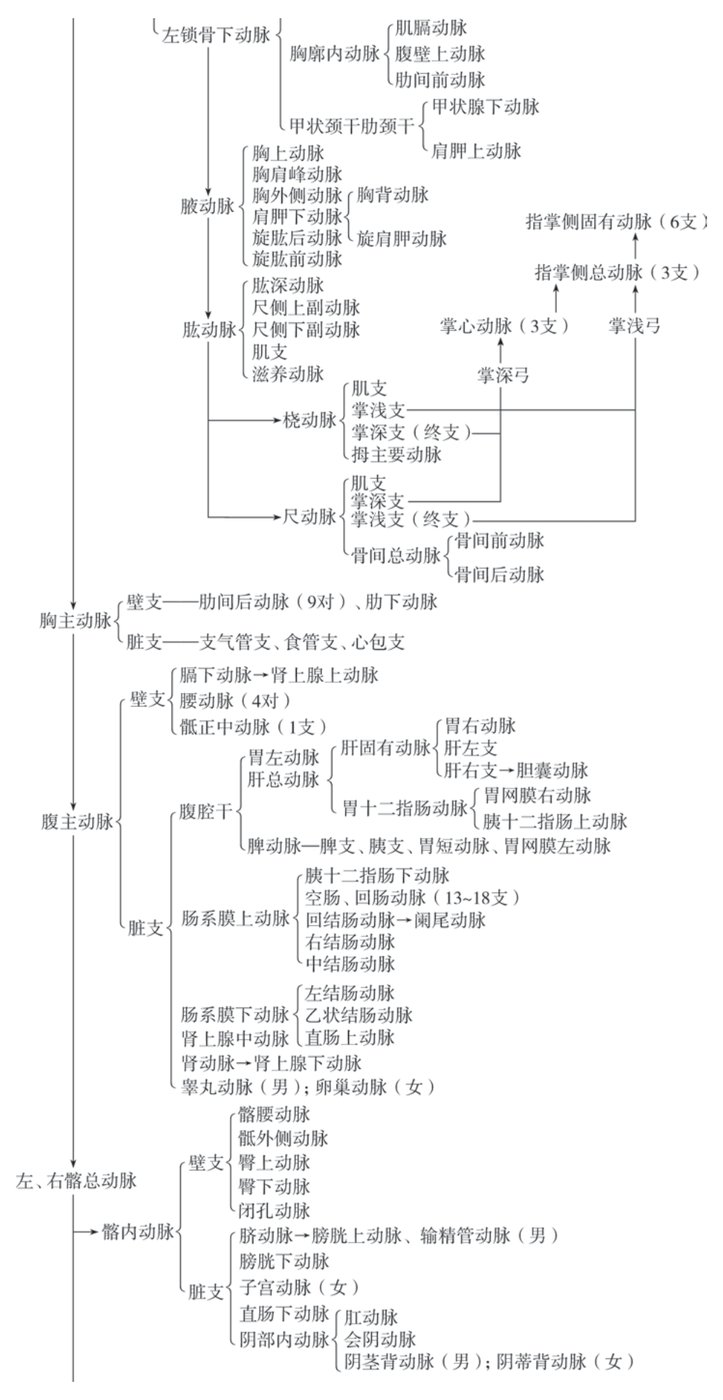 左锁骨下动脉
胸廓内动脉
肌膈动脉
腹壁上动脉
肋间前动脉
甲状颈干肋颈干
甲状腺下动脉
肩胛上动脉
腋动脉
胸上动脉
胸肩峰动脉
胸外侧动脉
肩胛下动脉
胸背动脉
旋肩胛动脉
旋肱后动脉
旋肱前动脉
指掌侧固有动脉（6支）
指掌侧总动脉（3支）
掌心动脉（3支）
掌浅弓
掌深弓
肱动脉
肱深动脉
尺侧上副动脉
尺侧下副动脉
肌支
滋养动脉
桡动脉
肌支
掌浅支
掌深支（终支）
拇主要动脉
尺动脉
肌支
掌深支
掌浅支（终支）
骨间总动脉
骨间前动脉
骨间后动脉
胸主动脉
壁支——肋间后动脉（9对）、肋下动脉
脏支——支气管支、食管支、心包支
腹主动脉
壁支
膈下动脉→肾上腺上动脉
腰动脉（4对）
骶正中动脉（1支）
脏支
腹腔干
胃左动脉
肝总动脉
肝固有动脉
胃右动脉
肝左支
肝右支→胆囊动脉
胃十二指肠动脉
胃网膜右动脉
胰十二指肠上动脉
脾动脉—脾支、胰支、胃短动脉、胃网膜左动脉
肠系膜上动脉
胰十二指肠下动脉
空肠、回肠动脉（13~18支）
回结肠动脉→阑尾动脉
右结肠动脉
中结肠动脉
肠系膜下动脉
左结肠动脉
乙状结肠动脉
直肠上动脉
肾上腺中动脉
肾动脉→肾上腺下动脉
睾丸动脉（男）；卵巢动脉（女）
左、右髂总动脉
髂内动脉
壁支
髂腰动脉
骶外侧动脉
臀上动脉
臀下动脉
闭孔动脉
脏支
脐动脉→膀胱上动脉、输精管动脉（男）
膀胱下动脉
子宫动脉（女）
直肠下动脉
阴部内动脉
肛动脉
会阴动脉
阴茎背动脉（男）；阴蒂背动脉（女）